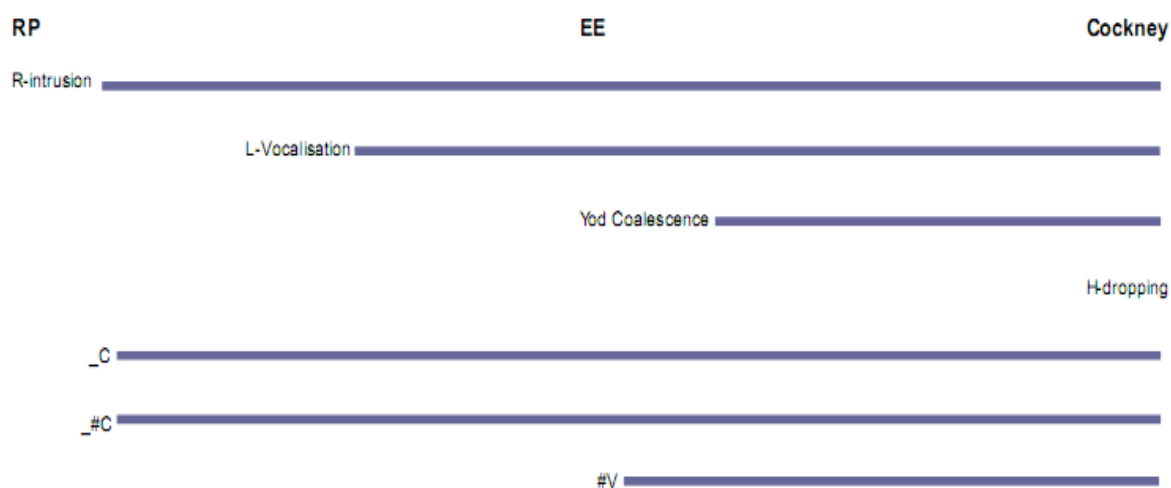 RP EE Cockney
R-intrusion
L-Vocalisation
Yod Coalescence
H-dropping
_C
_#C
#V